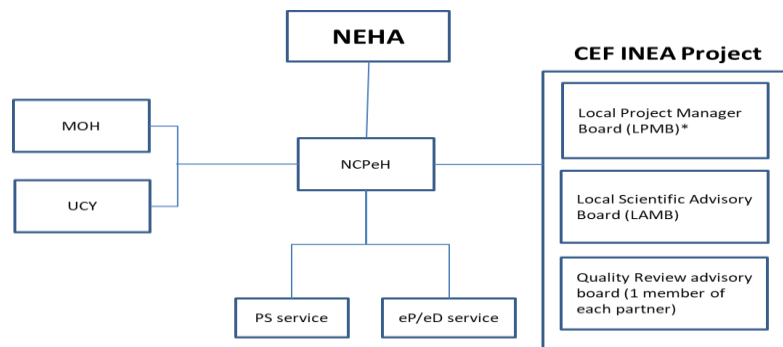 NEHA
CEF INEA Project
MOH
UCY
NCPeH
Local Project Manager
Board (LPMB)*
Local Scientific Advisory
Board (LAMB)
Quality Review advisory
board (1 member of
each partner)
PS service
eP/eD service